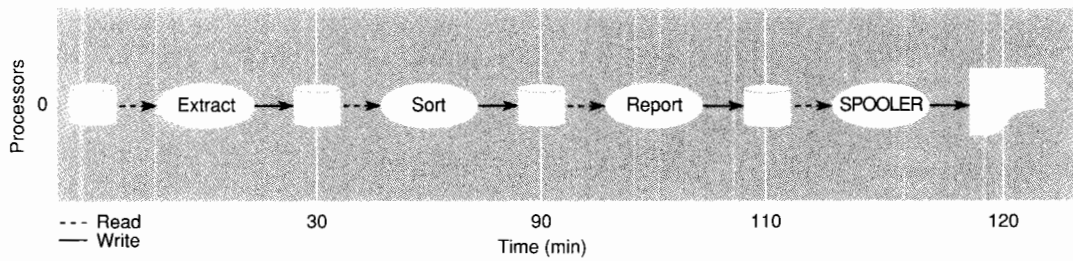 Processors
0
Extract
Sort
Report
SPOOLER
Read
Write
30
90
110
120
Time (min)